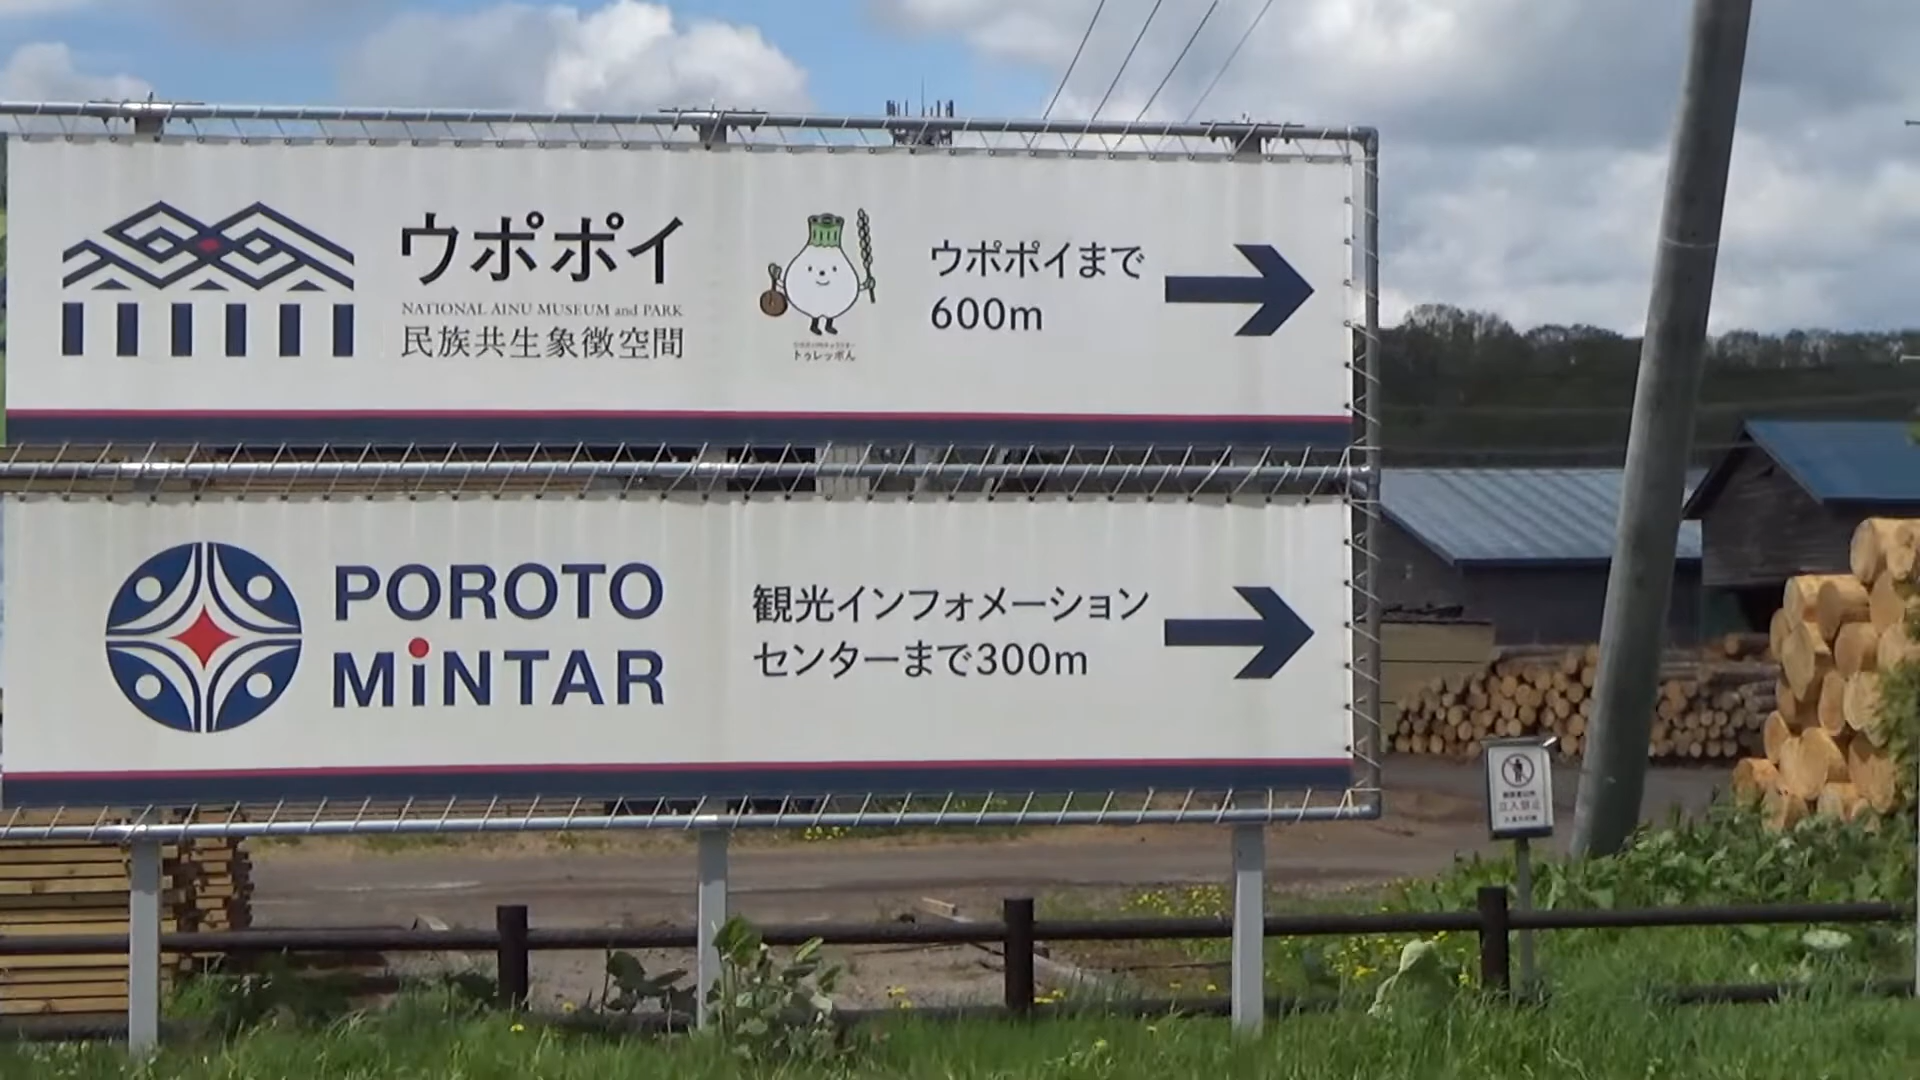 ウポポイ
NATIONAL AINU MUSEUM and PARK
民族共生象徴空間
トゥレッポん
ウポポイまで
600m
POROTO
MiNTAR
観光インフォメーション
センターまで300m
立入禁止